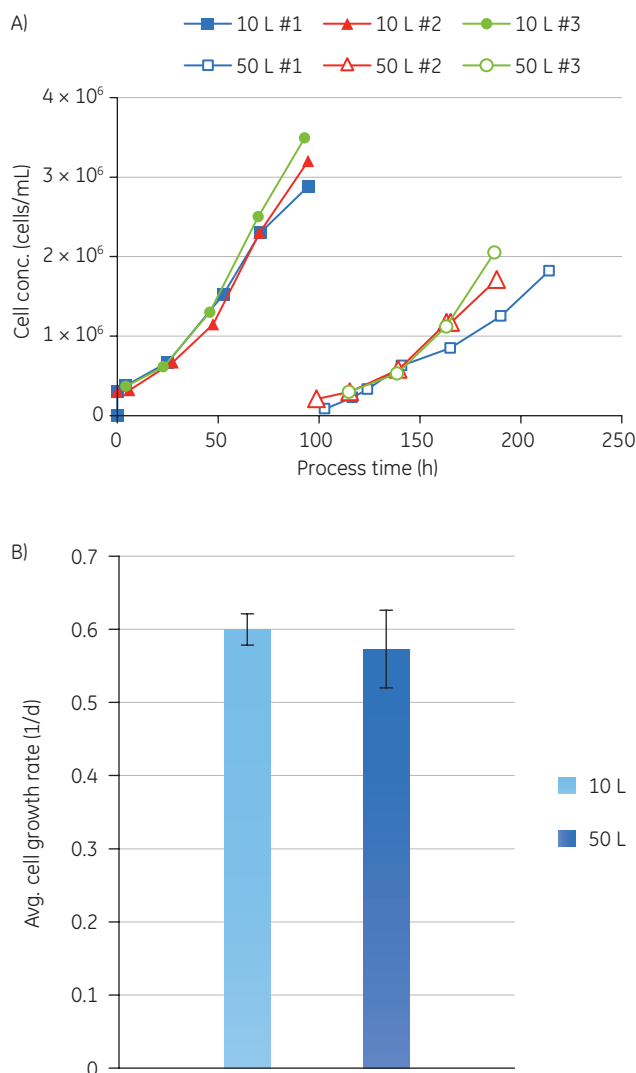 A)
10 L #1 10 L #2 10 L #3
50 L #1 50 L #2 50 L #3
Cell conc. (cells/mL)
4 × 10⁶
3 × 10⁶
2 × 10⁶
1 × 10⁶
0
0 50 100 150 200 250
Process time (h)
B)
Avg. cell growth rate (1/d)
0.7
0.6
0.5
0.4
0.3
0.2
0.1
0
10 L
50 L